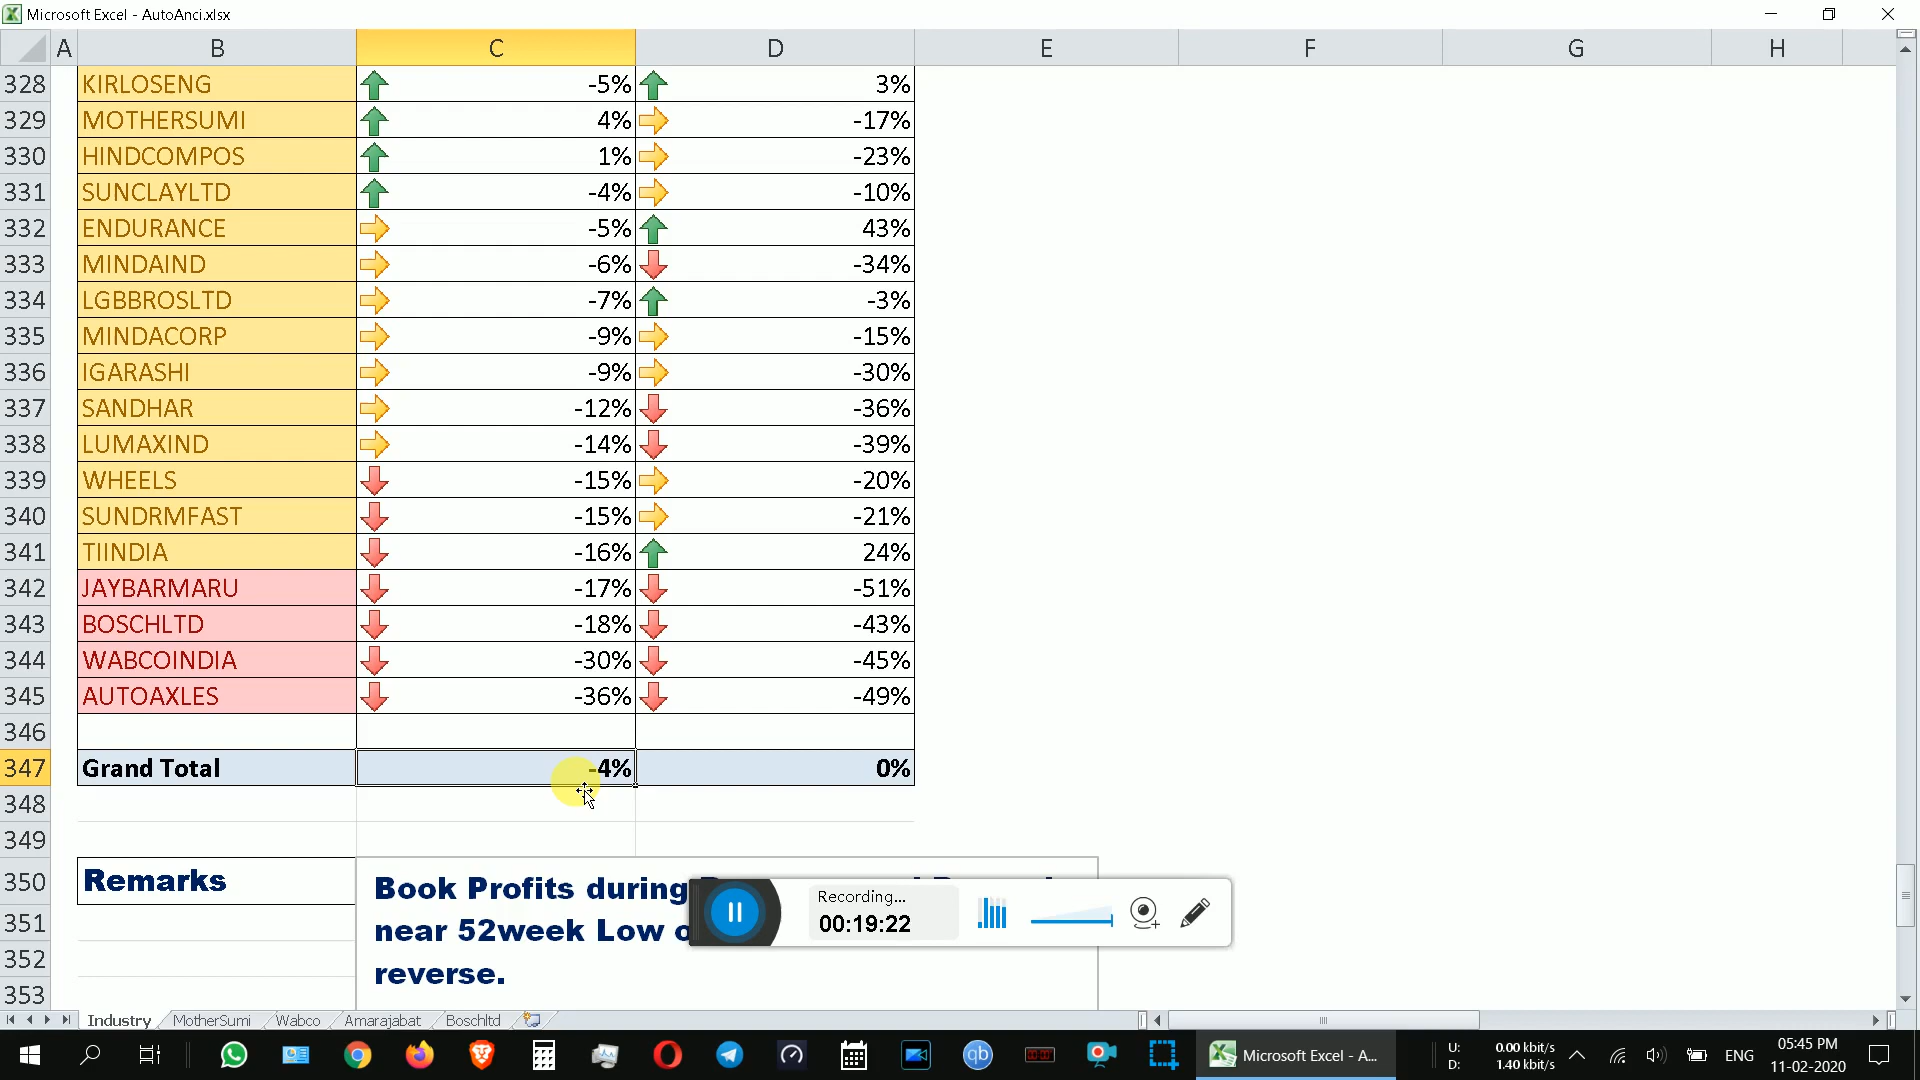 Microsoft Excel - AutoAnci.xlsx
A B C D E F G H
328 KIRLOSENG -5% 3%
329 MOTHERSUMI 4% -17%
330 HINDCOMPOS 1% -23%
331 SUNCLAYLTD -4% -10%
332 ENDURANCE -5% 43%
333 MINDAIND -6% -34%
334 LGBBROSLTD -7% -3%
335 MINDACORP -9% -15%
336 IGARASHI -9% -30%
337 SANDHAR -12% -36%
338 LUMAXIND -14% -39%
339 WHEELS -15% -20%
340 SUNDRMFAST -15% -21%
341 TIINDIA -16% 24%
342 JAYBARMARU -17% -51%
343 BOSCHLTD -18% -43%
344 WABCOINDIA -30% -45%
345 AUTOAXLES -36% -49%
346
347 Grand Total -4% 0%
348
349
350 Remarks Book Profits during
351 near 52week Low
352 reverse.
353
Recording...
00:19:22
Industry MotherSumi Wabco Amarajabat Boschltd
Microsoft Excel - A...
U: 0.00 kbit/s
D: 1.40 kbit/s
ENG
05:45 PM
11-02-2020